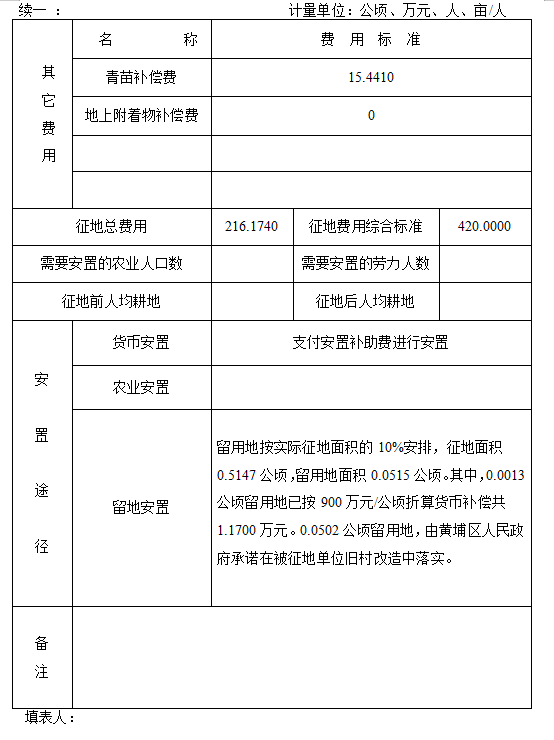 续一 ：
计量单位：公顷、万元、人、亩/人
其它费用
名 称
费 用 标 准
青苗补偿费
15.4410
地上附着物补偿费
0
征地总费用
216.1740
征地费用综合标准
420.0000
需要安置的农业人口数
需要安置的劳力人数
征地前人均耕地
征地后人均耕地
安置途径
货币安置
支付安置补助费进行安置
农业安置
留地安置
留用地按实际征地面积的 10%安排，征地面积
0.5147 公顷，留用地面积 0.0515 公顷。其中，0.0013
公顷留用地已按 900 万元/公顷折算货币补偿共
1.1700 万元。0.0502 公顷留用地，由黄埔区人民政
府承诺在被征地单位旧村改造中落实。
备注
填表人：